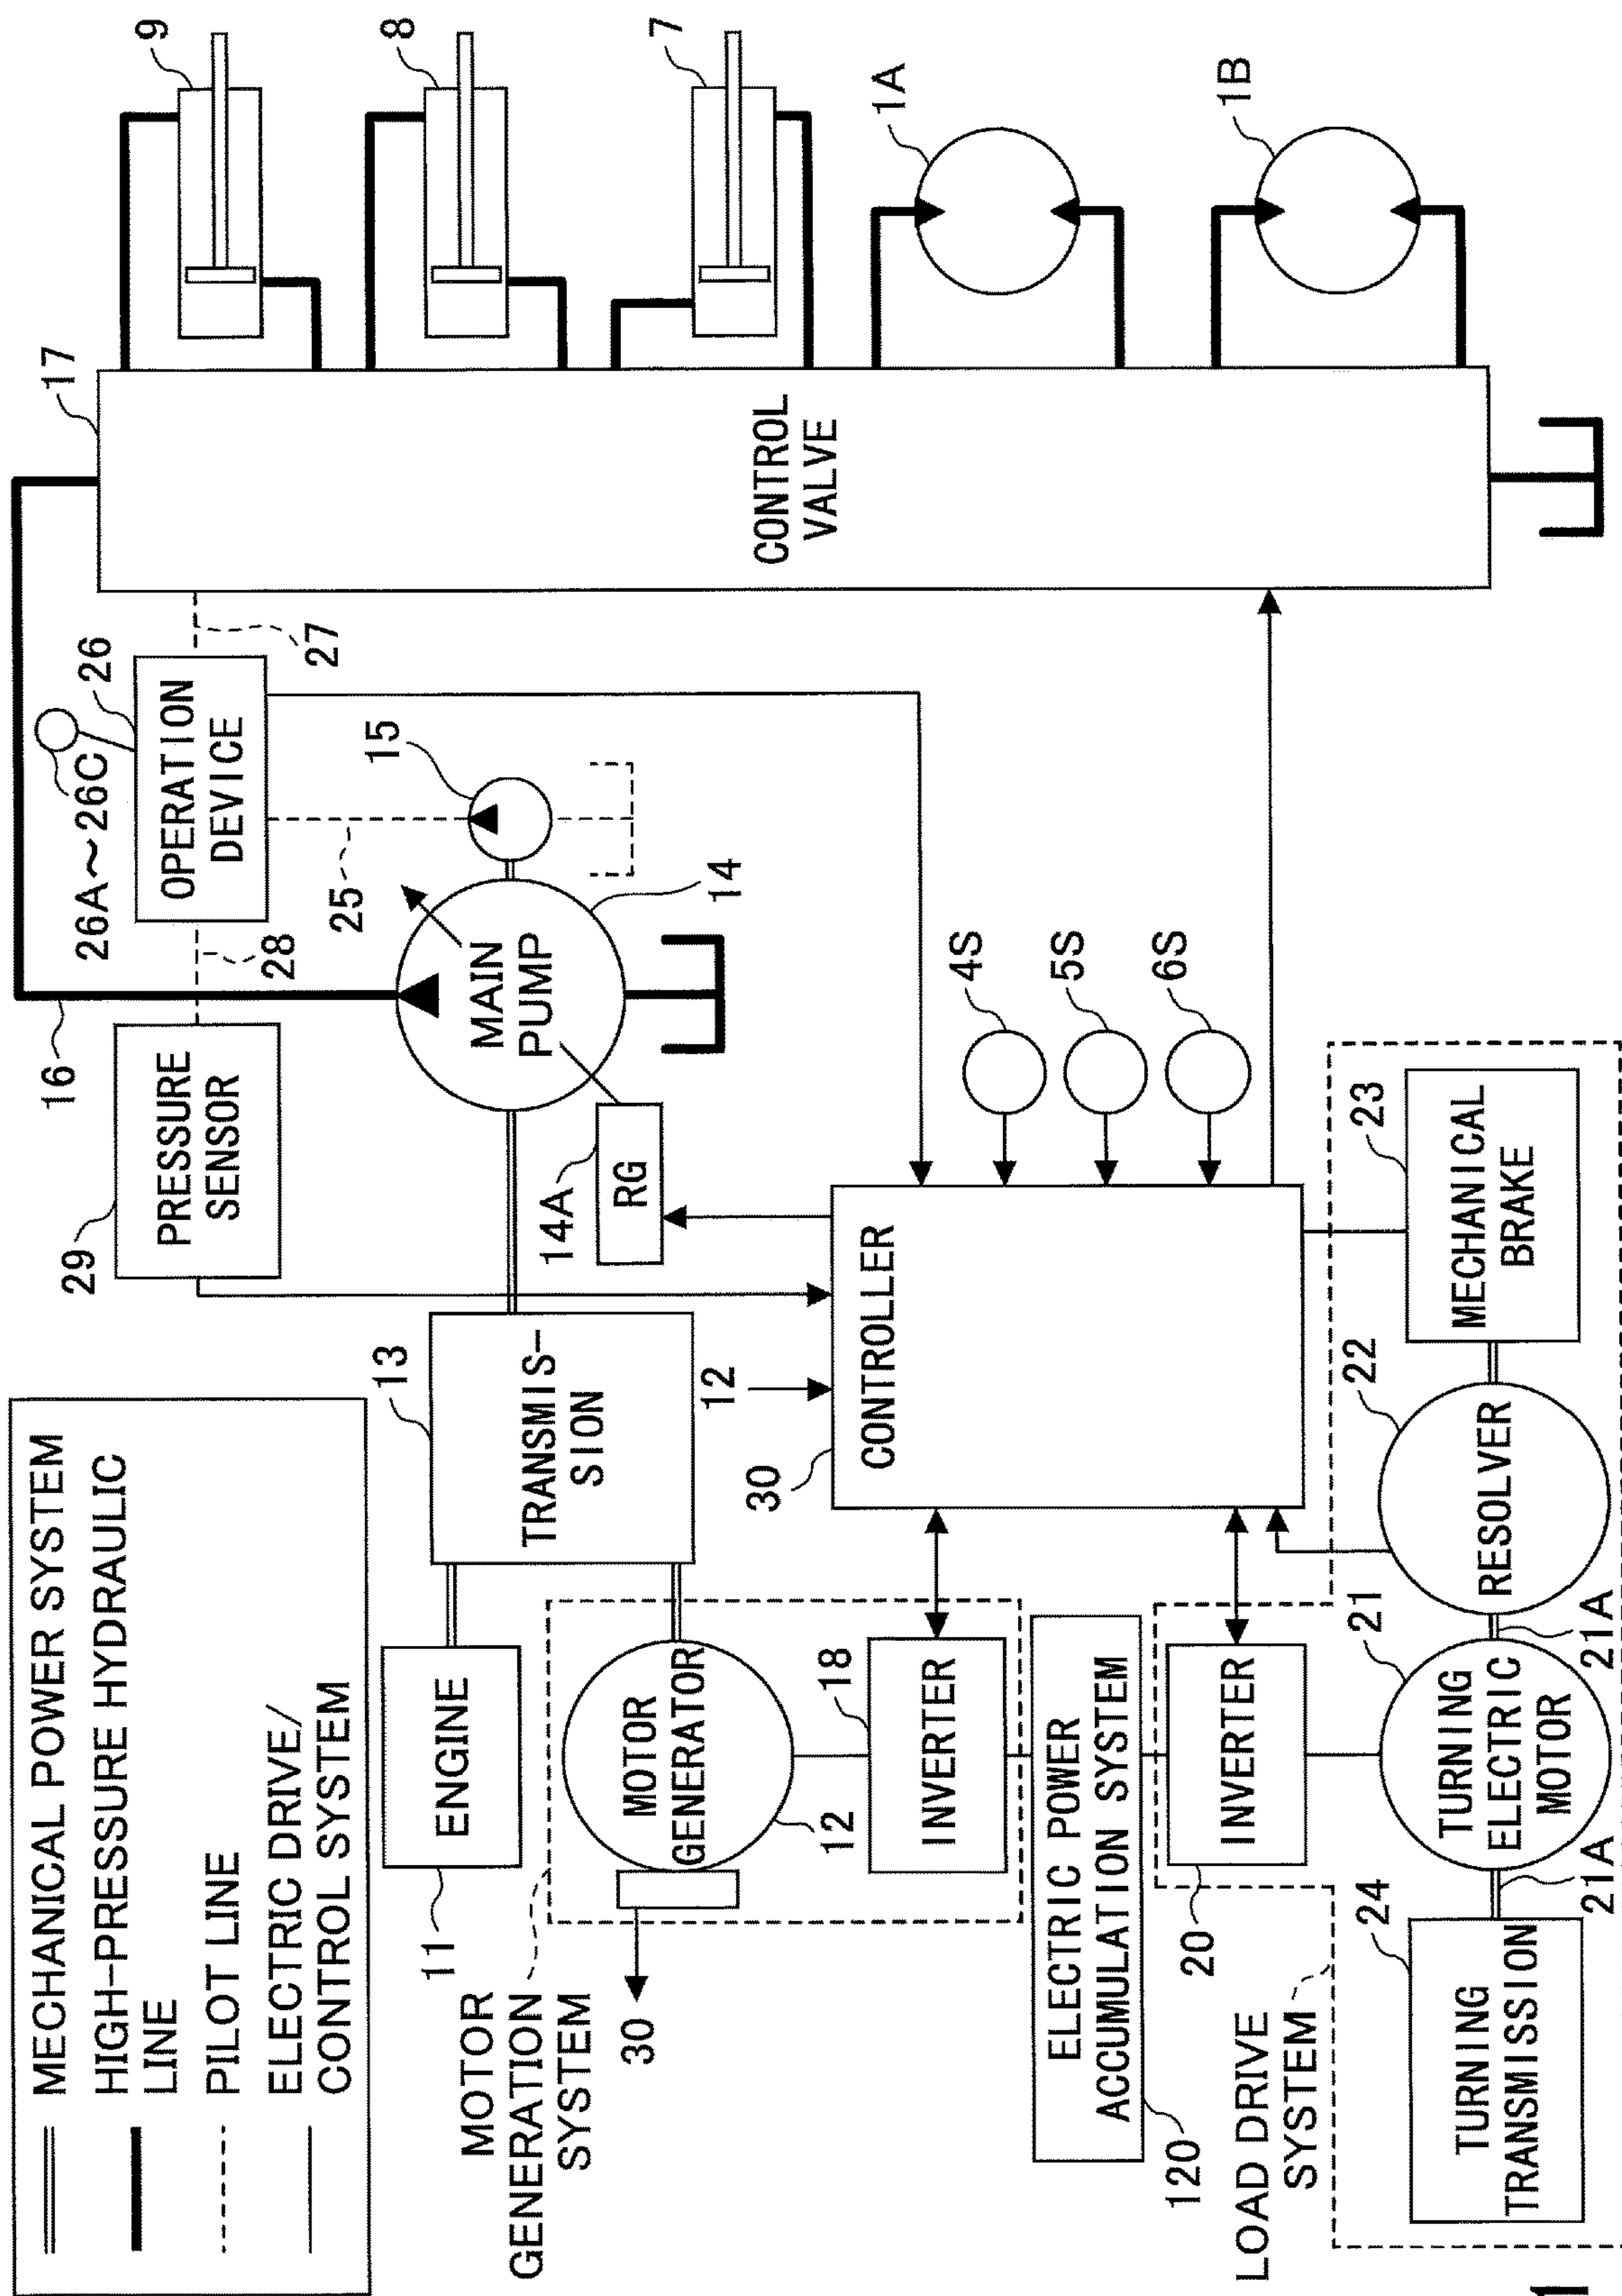 MECHANICAL POWER SYSTEM
HIGH-PRESSURE HYDRAULIC
LINE
PILOT LINE
ELECTRIC DRIVE/
CONTROL SYSTEM
16
26A~26C
26
17
9
8
7
1A
1B
29
PRESSURE
SENSOR
28
OPERATION
DEVICE
27
25
15
11
ENGINE
13
TRANSMIS-
SION
MAIN
PUMP
14
14A
RG
MOTOR
GENERATION
SYSTEM
MOTOR
GENERATOR
12
30
12
CONTROL
VALVE
18
INVERTER
30
CONTROLLER
4S
5S
6S
ELECTRIC POWER
ACCUMULATION SYSTEM
120
20
INVERTER
LOAD DRIVE
SYSTEM
24
TURNING
TRANSMISSION
21A
21
TURNING
ELECTRIC
MOTOR
21A
22
RESOLVER
23
MECHANICAL
BRAKE